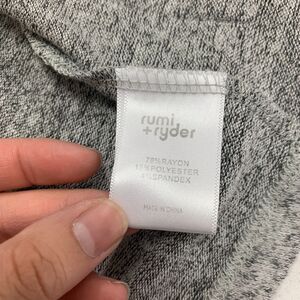 rumi
+ryder
78%RAYON
18%POLYESTER
4%SPANDEX
MADE IN CHINA